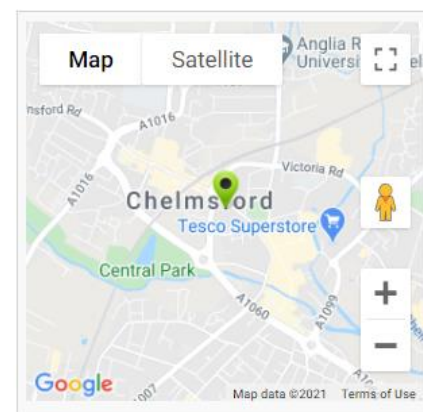 Map
Satellite
Anglia R
Universi
el
nsford Rd
A1016
A1016
Victoria Rd
Chelmsford
Tesco Superstore
Central Park
A1060
A1099
Google
Map data ©2021
Terms of Use